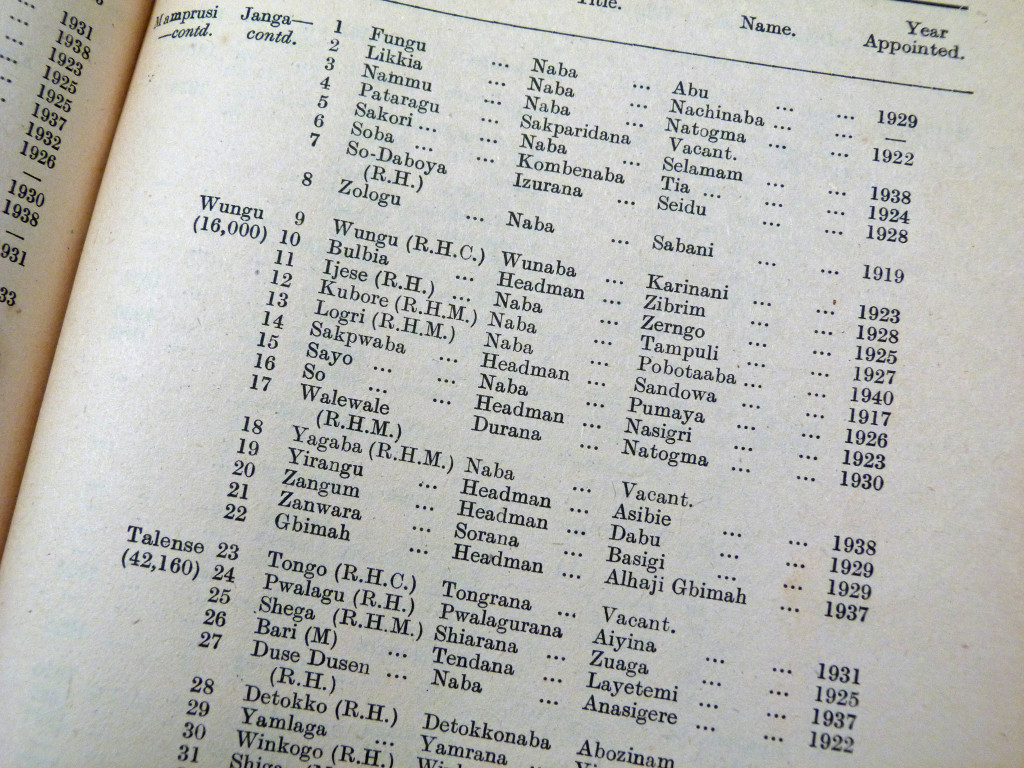 1931
1938
1923
1925
1925
1937
1932
1926
—
1930
1938
—
931
33
Title. Name. Year Appointed.
Mamprusi —contd. Janga— contd. 1 Fungu ... Naba ... Abu ... ... 1929
2 Likkia ... Naba ... Nachinaba ... ... —
3 Nammu ... Naba ... Natogma ... ... 1922
4 Pataragu ... Sakparidana Vacant.
5 Sakori ... ... Naba ... Selamam ... ... 1938
6 Soba ... ... Kombenaba Tia ... ... 1924
7 So-Daboya Izurana ... Seidu ... ... 1928
(R.H.)
8 Zologu ... Naba ... Sabani ... ... 1919
Wungu 9 Wungu (R.H.C.) Wunaba ... Karinani ... ... 1923
(16,000) 10 Bulbia ... Headman ... Zibrim ... ... 1928
11 Ijese (R.H.) ... Naba ... Zerngo ... ... 1925
12 Kubore (R.H.M.) Naba ... Tampuli ... ... 1927
13 Logri (R.H.M.) Naba ... Pobotaaba ... ... 1940
14 Sakpwaba ... Headman ... Sandowa ... ... 1917
15 Sayo ... ... Naba ... Pumaya ... ... 1926
16 So ... ... Headman ... Nasigri ... ... 1923
17 Walewale Durana ... Natogma ... ... 1930
(R.H.M.)
18 Yagaba (R.H.M.) Naba ... Vacant.
19 Yirangu ... Headman ... Asibie ... ... 1938
20 Zangum ... Headman ... Dabu ... ... 1929
21 Zanwara ... Sorana ... Basigi ... ... 1929
22 Gbimah ... Headman ... Alhaji Gbimah ... 1937
Talense 23 Tongo (R.H.C.) Tongrana ... Vacant.
(42,160) 24 Pwalagu (R.H.) Pwalagurana Aiyina ... ... 1931
25 Shega (R.H.M.) Shiarana ... Zuaga ... ... 1925
26 Bari (M) ... Tendana ... Layetemi ... ... 1937
27 Duse Dusen ... Naba ... Anasigere ... ... 1922
(R.H.)
28 Detokko (R.H.) Detokkonaba Abozinam
29 Yamlaga ... Yamrana
30 Winkogo (R.H.)
31